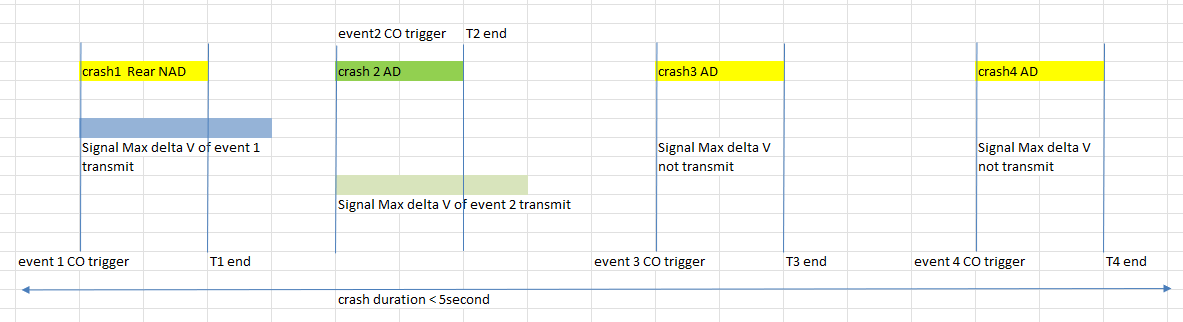 event2 CO trigger
T2 end
crash1 Rear NAD
crash 2 AD
crash3 AD
crash4 AD
Signal Max delta V of event 1
transmit
Signal Max delta V
not transmit
Signal Max delta V
not transmit
Signal Max delta V of event 2 transmit
event 1 CO trigger
T1 end
event 3 CO trigger
T3 end
event 4 CO trigger
T4 end
crash duration < 5second